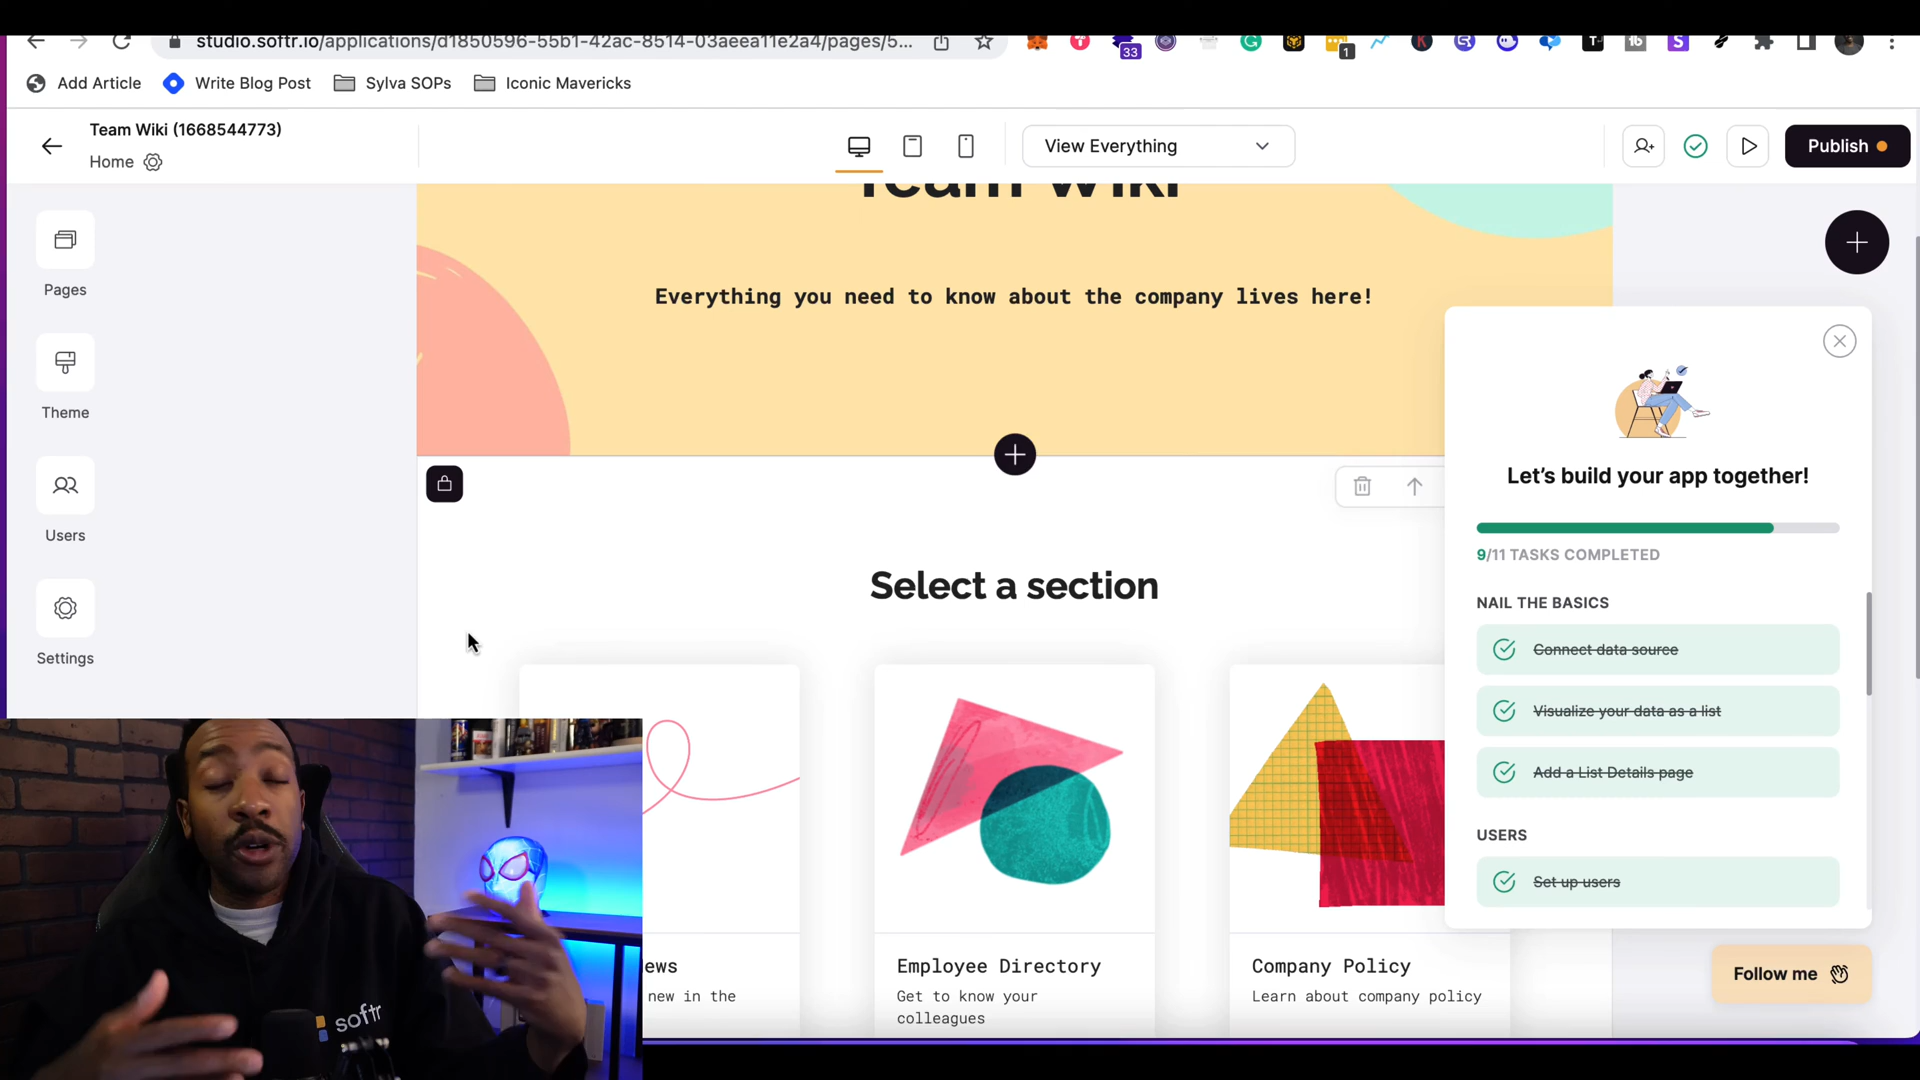 studio.softr.io/applications/d1850596-55b1-42ac-8514-03aeea11e2a4/pages/5...
33
1
Add Article
Write Blog Post
Sylva SOPs
Iconic Mavericks
Team Wiki (1668544773)
Home
View Everything
Publish
Team Wiki
Pages
Theme
Users
Settings
Everything you need to know about the company lives here!
Let's build your app together!
9/11 TASKS COMPLETED
NAIL THE BASICS
Connect data source
Visualize your data as a list
Add a List Details page
USERS
Set up users
Select a section
ews
new in the
Employee Directory
Get to know your
colleagues
Company Policy
Learn about company policy
Follow me
softr